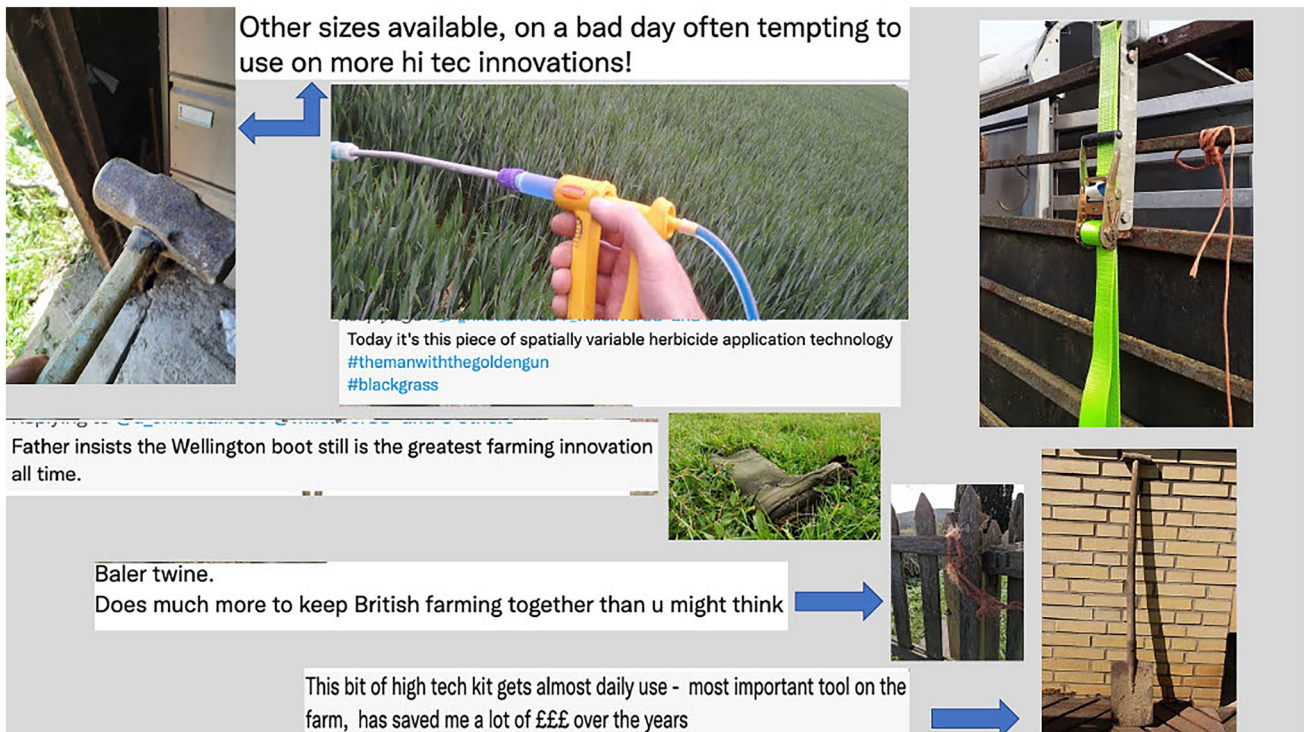 Other sizes available, on a bad day often tempting to
use on more hi tec innovations!
Today it's this piece of spatially variable herbicide application technology
#themanwiththegoldengun
#blackgrass
Father insists the Wellington boot still is the greatest farming innovation
all time.
Baler twine.
Does much more to keep British farming together than u might think
This bit of high tech kit gets almost daily use - most important tool on the
farm, has saved me a lot of £££ over the years